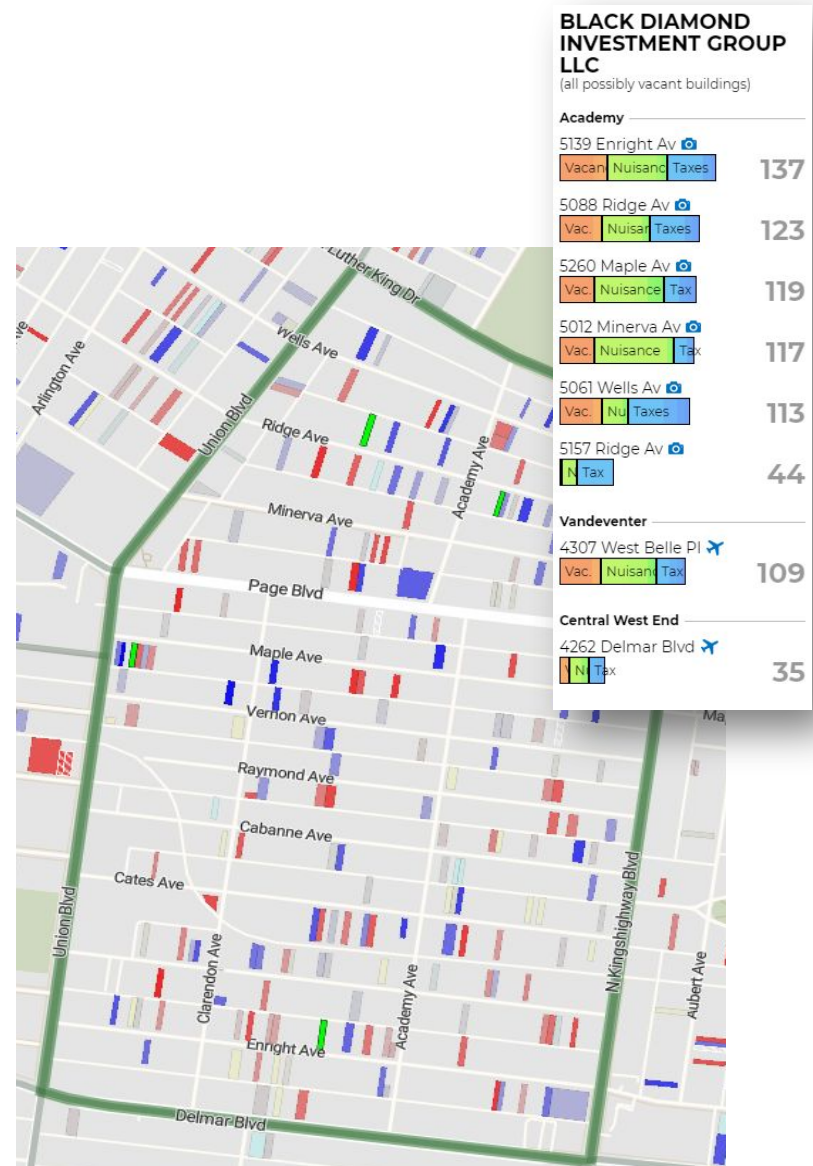 BLACK DIAMOND
INVESTMENT GROUP
LLC
(all possibly vacant buildings)
Academy
5139 Enright Av
Vacan Nuisanc Taxes 137
5088 Ridge Av
Vac. Nuisar Taxes 123
5260 Maple Av
Vac. Nuisance Tax 119
5012 Minerva Av
Vac. Nuisance Tax 117
5061 Wells Av
Vac. Nu Taxes 113
5157 Ridge Av
N Tax 44
Vandeventer
4307 West Belle Pl
Vac. Nuisanc Tax 109
Central West End
4262 Delmar Blvd
Tax 35
Luther King Dr
Wells Ave
Arlington Ave
Union Blvd
Ridge Ave
Academy Ave
Minerva Ave
Page Blvd
Maple Ave
Ma
Vernon Ave
Raymond Ave
Cabanne Ave
Cates Ave
Union Blvd
Clarendon Ave
Academy Ave
N Kingshighway Blvd
Aubert Ave
Enright Ave
Delmar Blvd